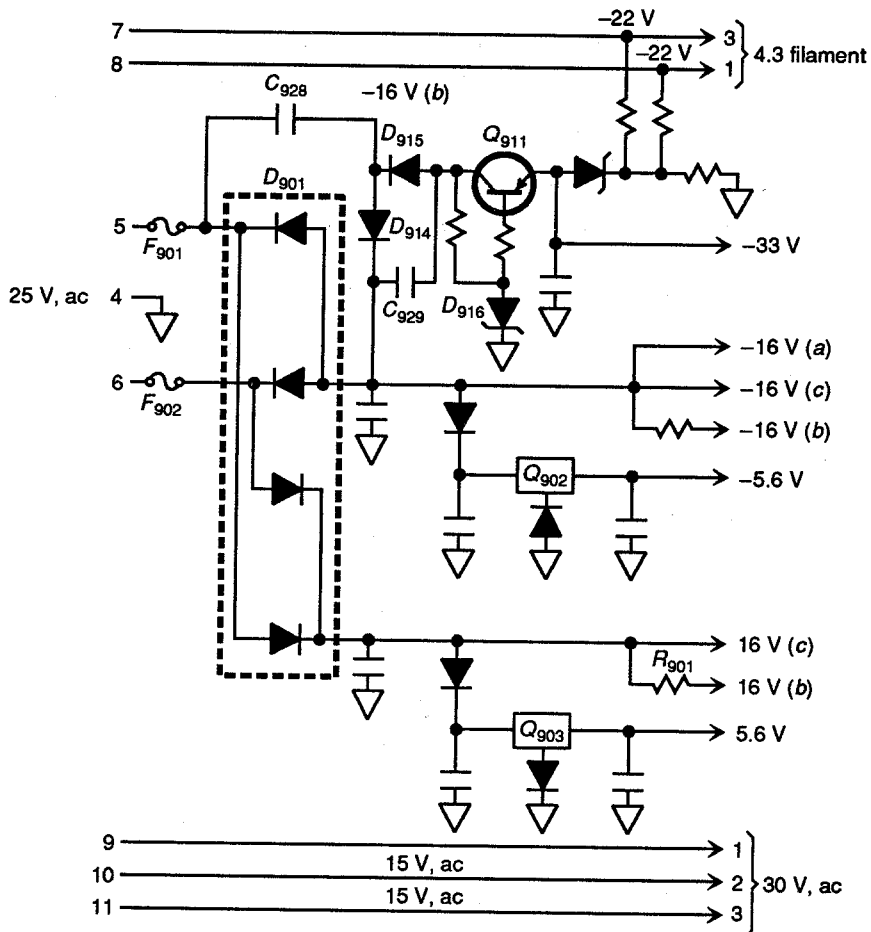 −22 V
7
3
−22 V
4.3 filament
8
1
C928
−16 V (b)
D915
Q911
D901
5
F901
D914
−33 V
C929
D916
25 V, ac
4
−16 V (a)
6
−16 V (c)
F902
−16 V (b)
Q902
−5.6 V
16 V (c)
R901
16 V (b)
Q903
5.6 V
9
1
15 V, ac
10
2
30 V, ac
15 V, ac
11
3